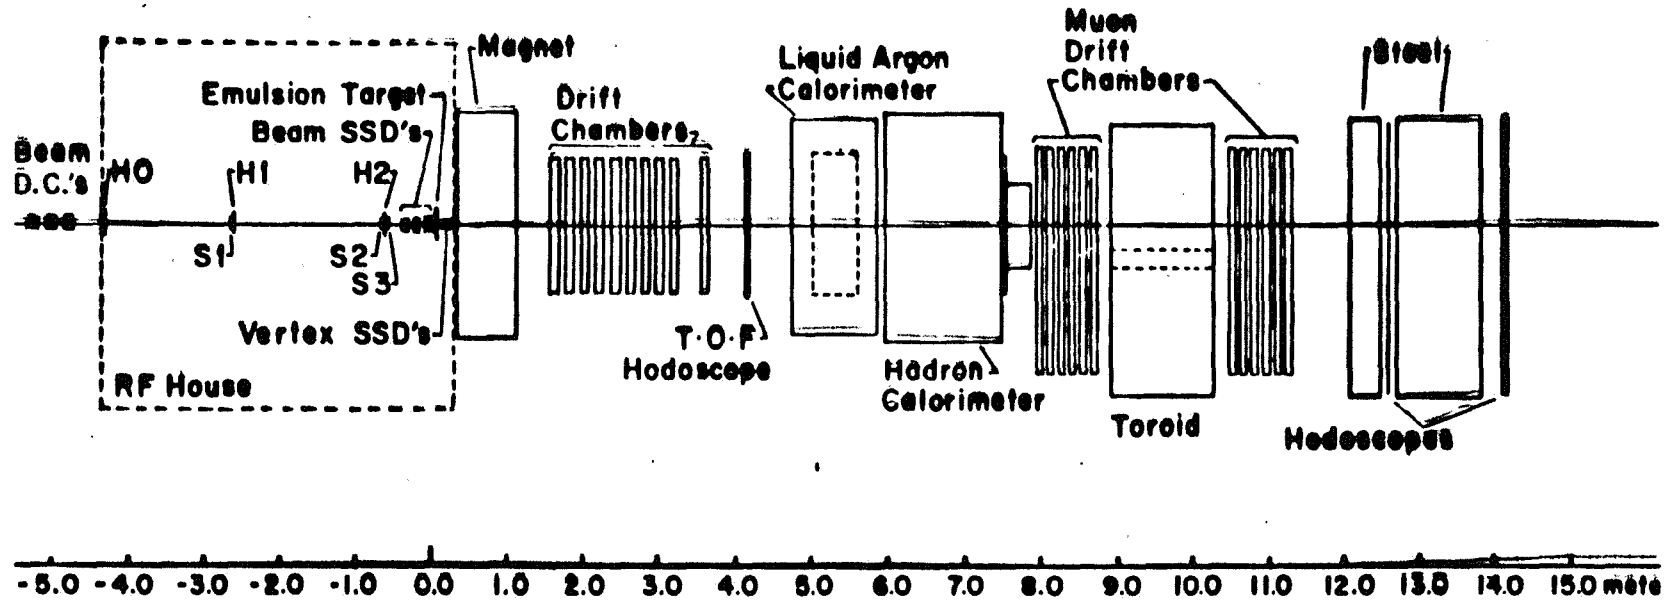 Magnet
Emulsion Target
Beam SSD's
Beam
D.C.'s
H0
H1
H2
S1
S2
S3
Vertex SSD's
RF House
Drift
Chambers
T·O·F
Hodoscope
Liquid Argon
Calorimeter
Hadron
Calorimeter
Muon
Drift
Chambers
Toroid
Steel
Hodoscopes
-5.0 -4.0 -3.0 -2.0 -1.0 0.0 1.0 2.0 3.0 4.0 5.0 6.0 7.0 8.0 9.0 10.0 11.0 12.0 13.0 14.0 15.0 mete